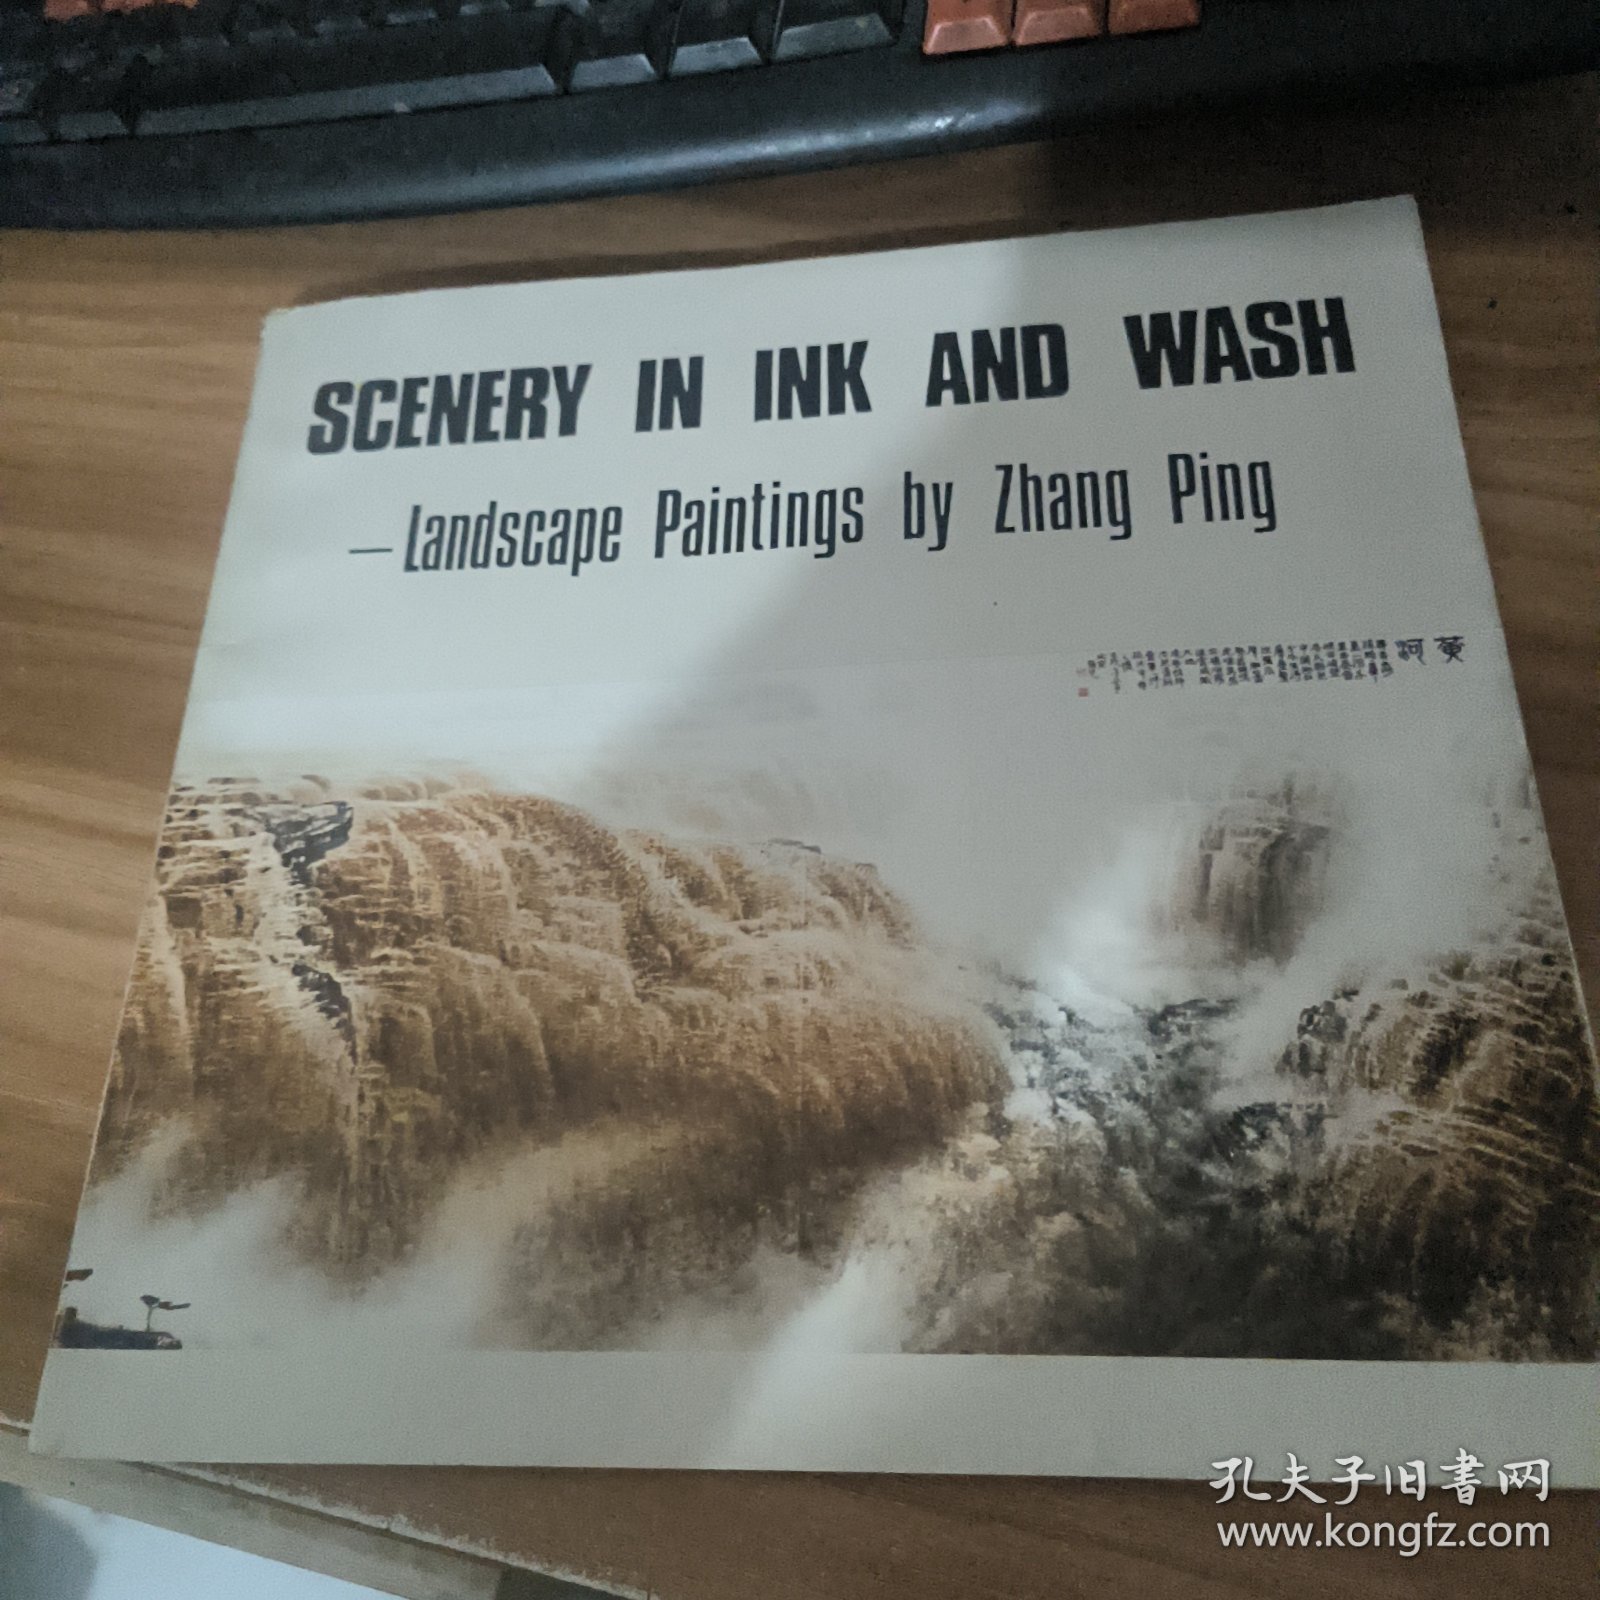 SCENERY IN INK AND WASH
—Landscape Paintings by Zhang Ping
黄河
孔夫子旧書网
www.kongfz.com